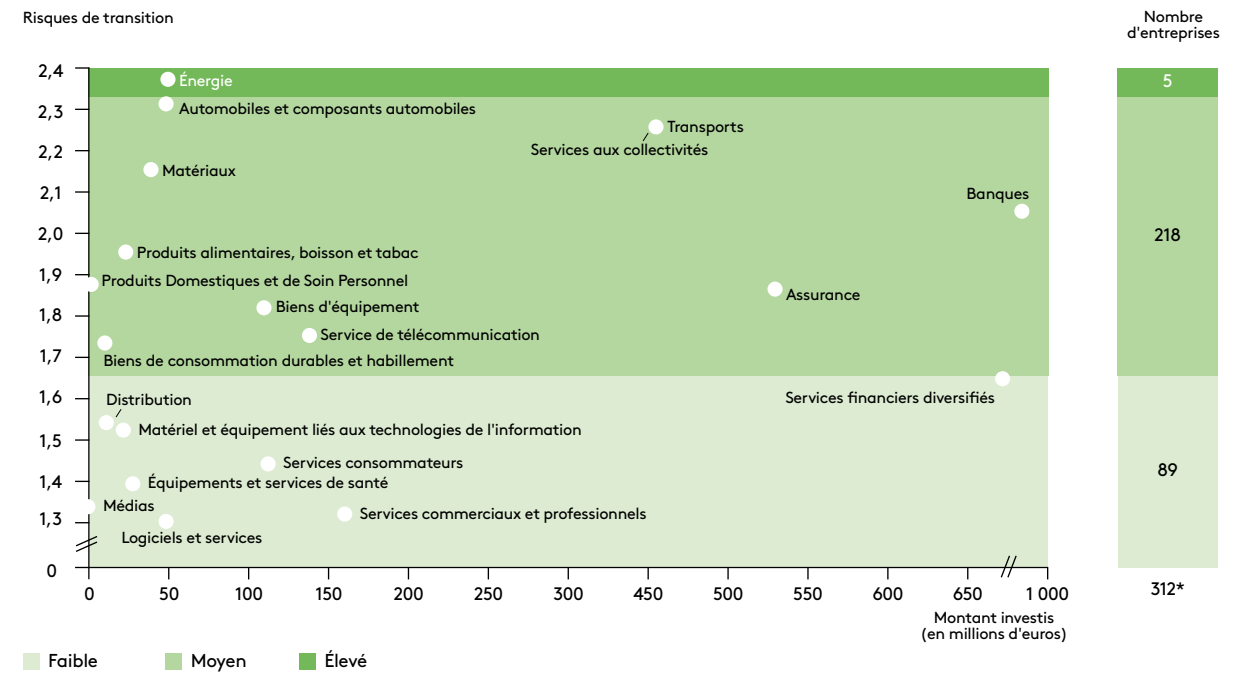 Risques de transition
Nombre
d'entreprises
2,4
Énergie
5
2,3
Automobiles et composants automobiles
Transports
2,2
Services aux collectivités
Matériaux
2,1
Banques
2,0
218
Produits alimentaires, boisson et tabac
1,9
Produits Domestiques et de Soin Personnel
Assurance
1,8
Biens d'équipement
Service de télécommunication
1,7
Biens de consommation durables et habillement
1,6
Services financiers diversifiés
Distribution
Matériel et équipement liés aux technologies de l'information
1,5
Services consommateurs
89
1,4
Équipements et services de santé
Médias
1,3
Services commerciaux et professionnels
Logiciels et services
0
0 50 100 150 200 250 300 350 400 450 500 550 600 650 1 000
312*
Montant investis
(en millions d'euros)
Faible Moyen Élevé